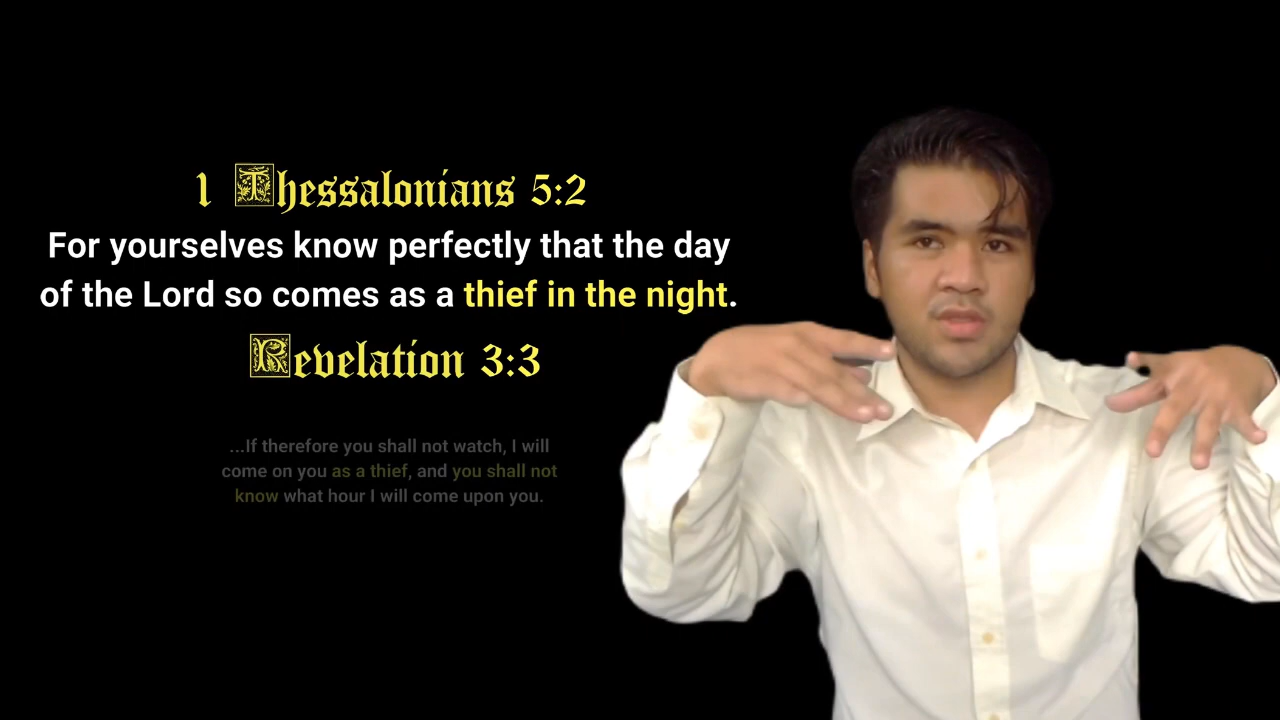 1 Thessalonians 5:2
For yourselves know perfectly that the day
of the Lord so comes as a thief in the night.
Revelation 3:3
...If therefore you shall not watch, I will
come on you as a thief, and you shall not
know what hour I will come upon you.